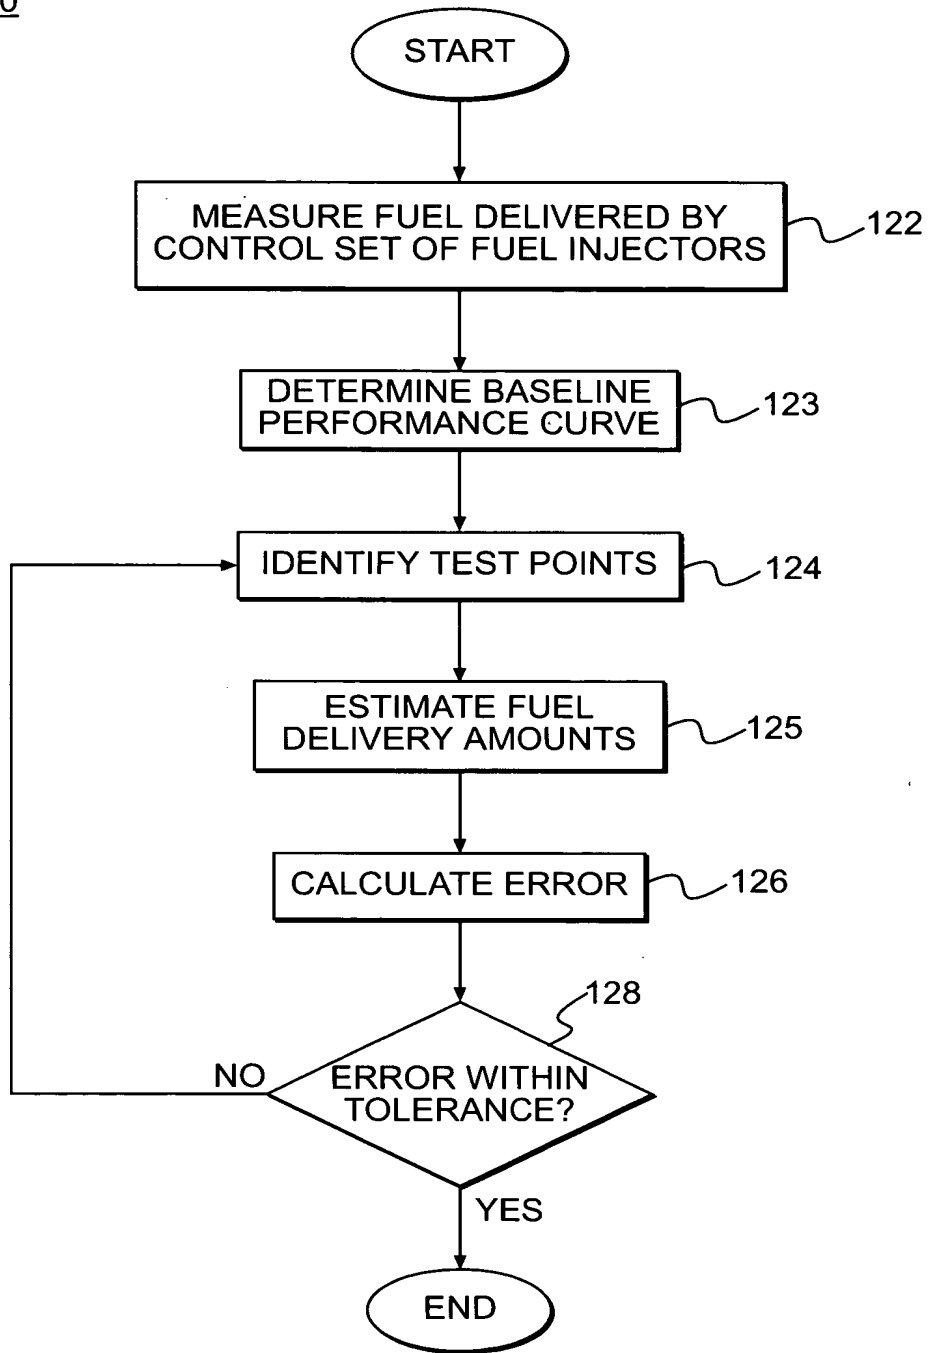 START
MEASURE FUEL DELIVERED BY
CONTROL SET OF FUEL INJECTORS
122
DETERMINE BASELINE
PERFORMANCE CURVE
123
IDENTIFY TEST POINTS
124
ESTIMATE FUEL
DELIVERY AMOUNTS
125
CALCULATE ERROR
126
128
NO
ERROR WITHIN
TOLERANCE?
YES
END